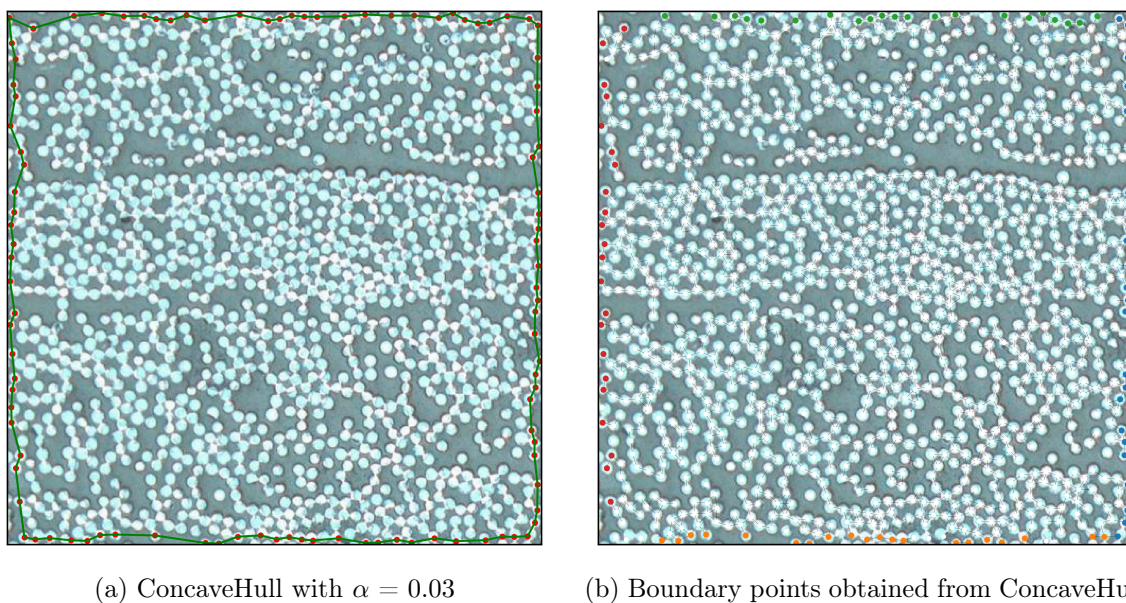 (a) ConcaveHull with α = 0.03
(b) Boundary points obtained from ConcaveHu